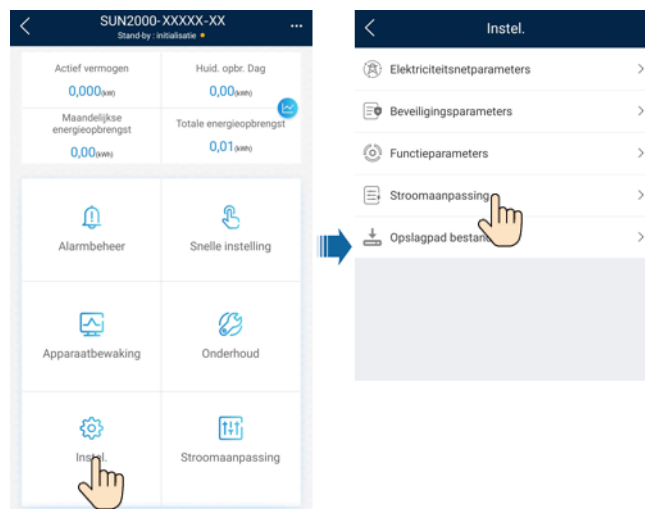 SUN2000-XXXXX-XX
Stand-by : initialisatie
Actief vermogen
0,000(kW)
Huid. opbr. Dag
0,00(kWh)
Maandelijkse
energieopbrengst
0,00(kWh)
Totale energieopbrengst
0,01(kWh)
Alarmbeheer
Snelle instelling
Apparaatbewaking
Onderhoud
Instel.
Stroomaanpassing
Instel.
Elektriciteitsnetparameters
Beveiligingsparameters
Functieparameters
Stroomaanpassing
Opslagpad bestan